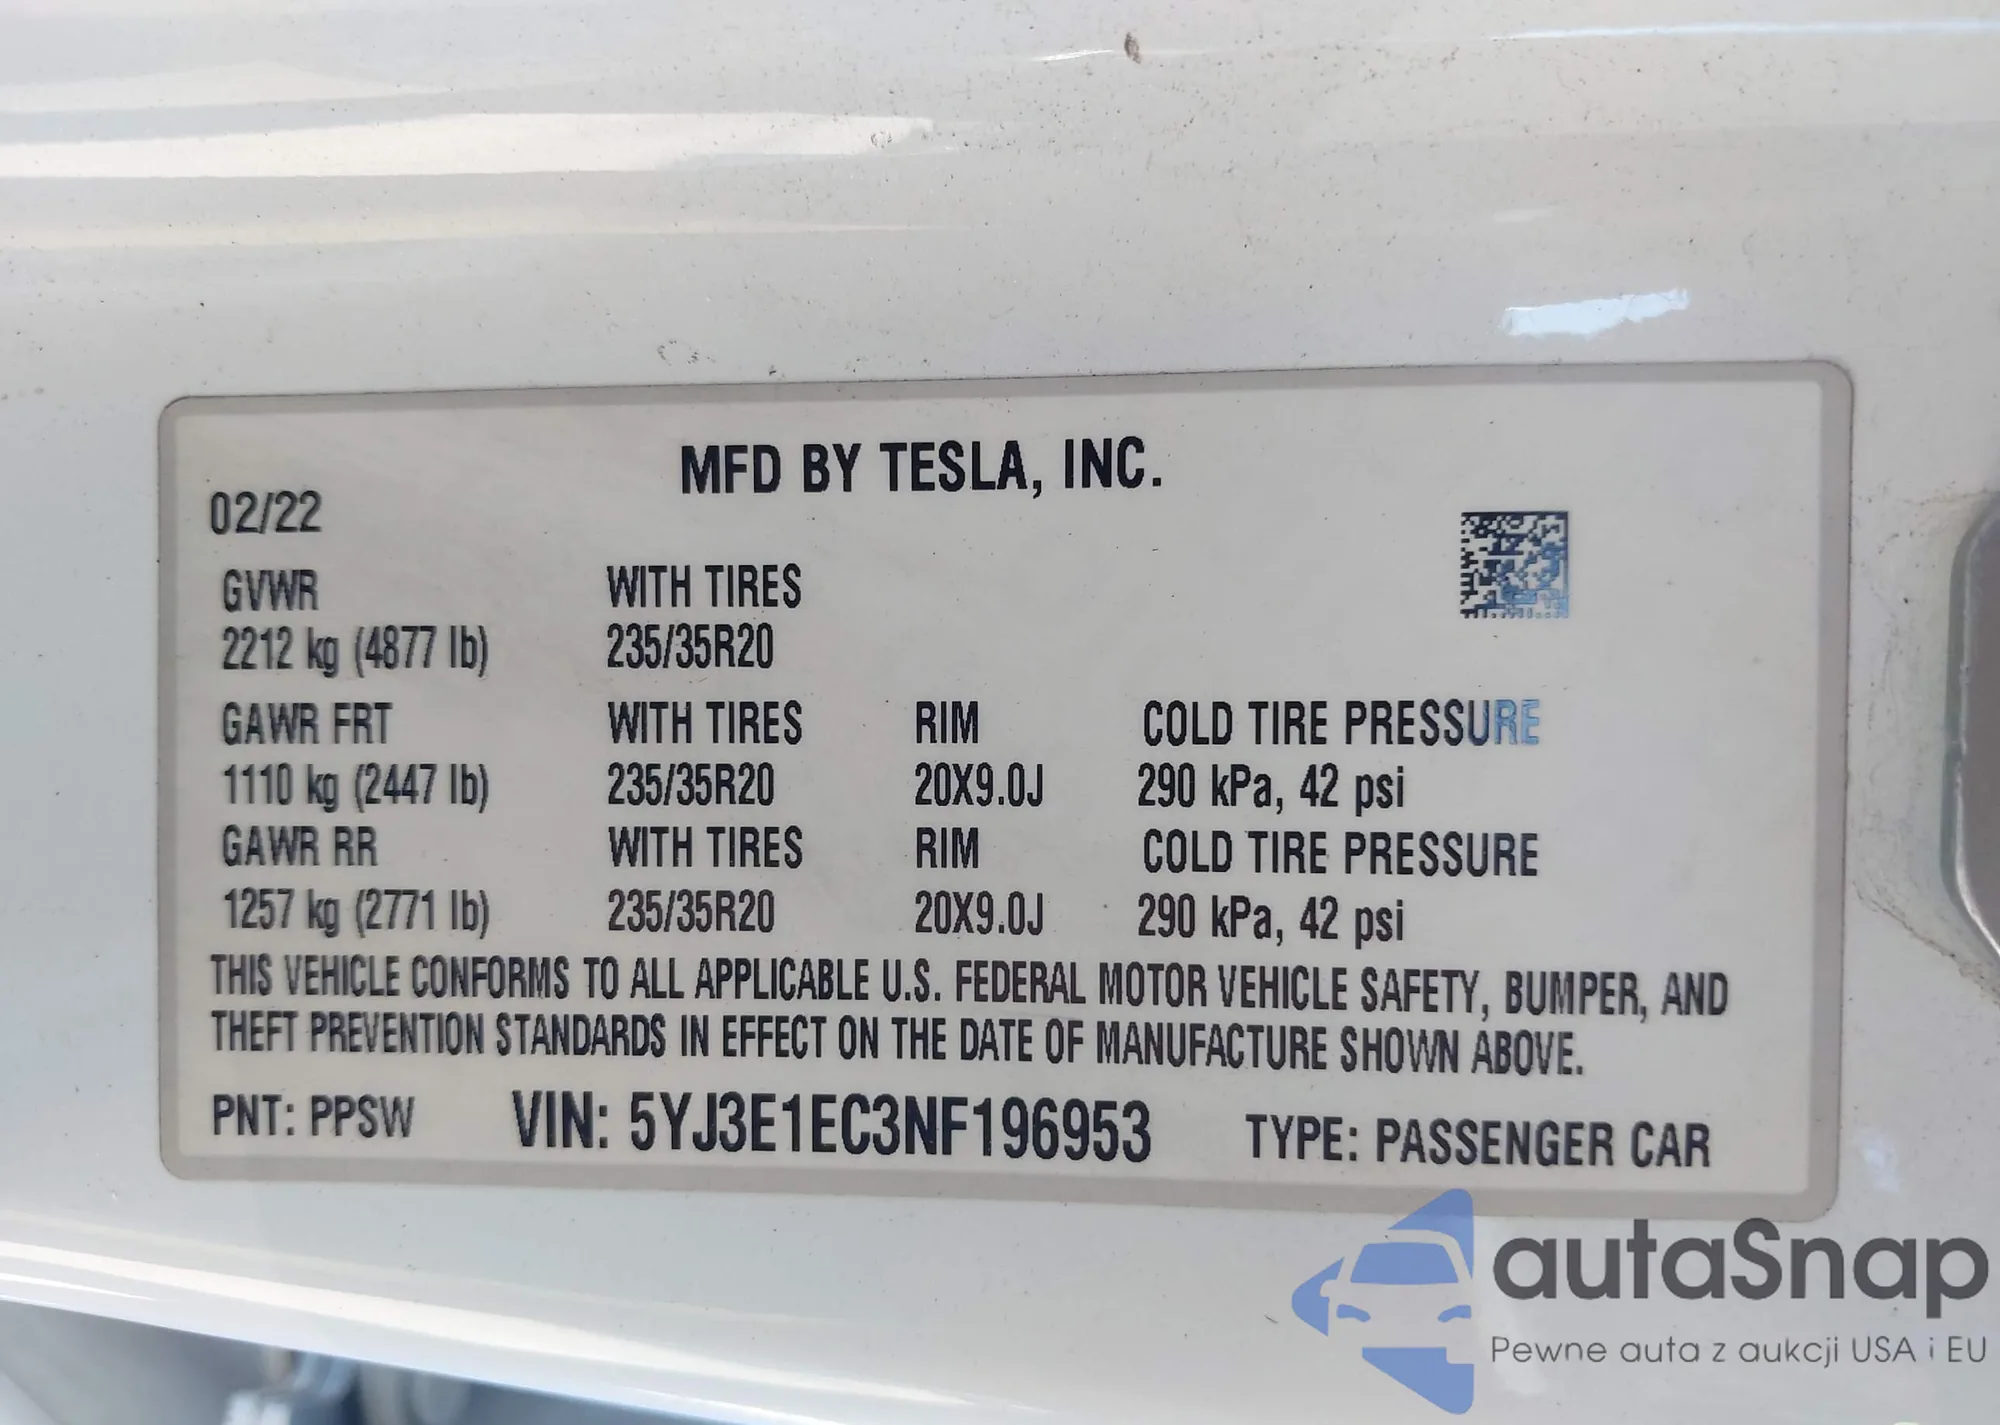 MFD BY TESLA, INC.
02/22
GVWR WITH TIRES
2212 kg (4877 lb) 235/35R20
GAWR FRT WITH TIRES RIM COLD TIRE PRESSURE
1110 kg (2447 lb) 235/35R20 20X9.0J 290 kPa, 42 psi
GAWR RR WITH TIRES RIM COLD TIRE PRESSURE
1257 kg (2771 lb) 235/35R20 20X9.0J 290 kPa, 42 psi
THIS VEHICLE CONFORMS TO ALL APPLICABLE U.S. FEDERAL MOTOR VEHICLE SAFETY, BUMPER, AND
THEFT PREVENTION STANDARDS IN EFFECT ON THE DATE OF MANUFACTURE SHOWN ABOVE.
PNT: PPSW VIN: 5YJ3E1EC3NF196953 TYPE: PASSENGER CAR
autaSnap
Pewne auta z aukcji USA i EU